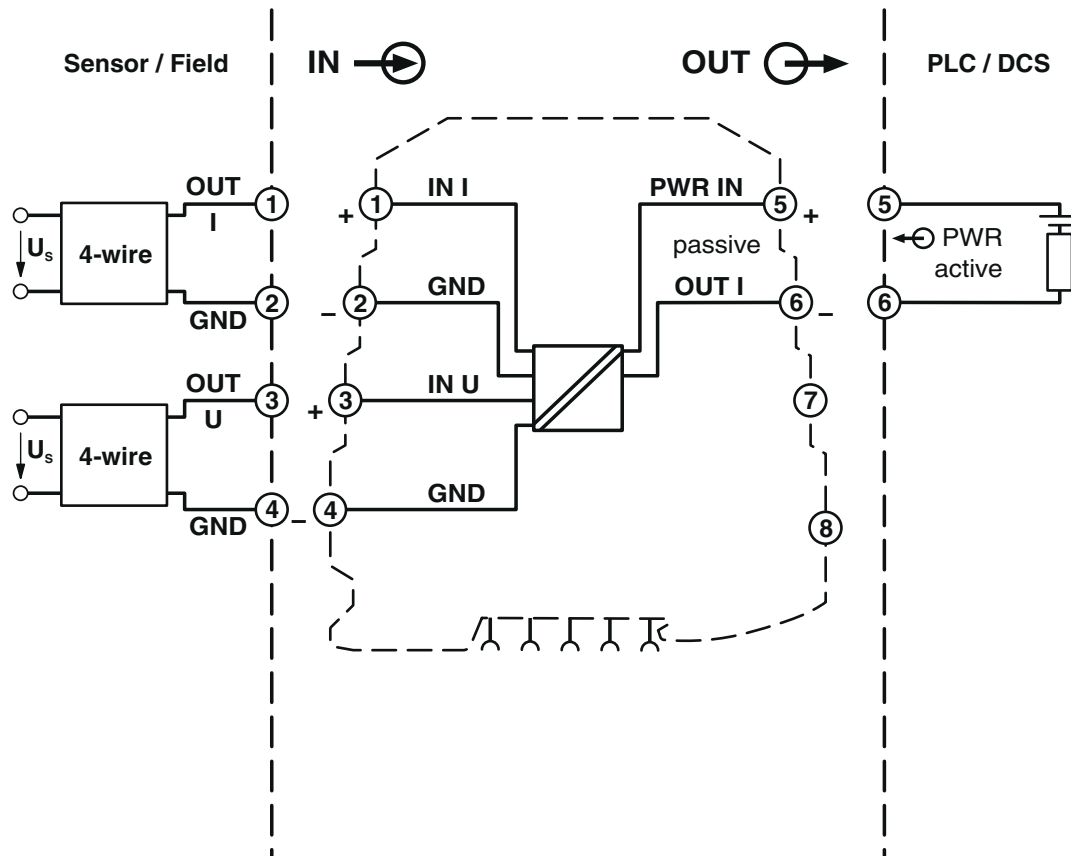 Sensor / Field
IN
OUT
PLC / DCS
OUT
I
1
+
1
IN I
PWR IN
5
+
5
U_s
4-wire
passive
PWR
active
GND
2
–
2
GND
OUT I
6
–
6
OUT
U
3
+
3
IN U
7
U_s
4-wire
GND
4
–
4
GND
8